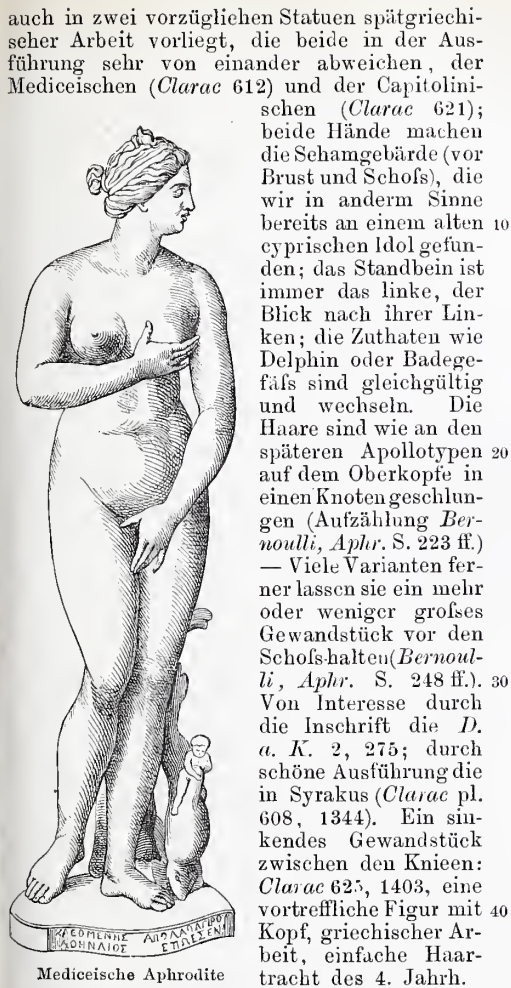 auch in zwei vorzüglichen Statuen spätgriechi-
scher Arbeit vorliegt, die beide in der Aus-
führung sehr von einander abweichen, der
Mediceischen (Clarac 612) und der Capitolini-
schen (Clarac 621);
beide Hände machen
die Schamgebärde (vor
Brust und Schoſs), die
wir in anderm Sinne
bereits an einem alten 10
cyprischen Idol gefun-
den; das Standbein ist
immer das linke, der
Blick nach ihrer Lin-
ken; die Zuthaten wie
Delphin oder Badege-
fäſs sind gleichgültig
und wechseln. Die
Haare sind wie an den
späteren Apollotypen 20
auf dem Oberkopfe in
einen Knoten geschlun-
gen (Aufzählung Ber-
noulli, Aphr. S. 223 ff.)
— Viele Varianten fer-
ner lassen sie ein mehr
oder weniger groſses
Gewandstück vor den
Schoſs halten (Bernoul-
li, Aphr. S. 248 ff.). 30
Von Interesse durch
die Inschrift die D.
a. K. 2, 275; durch
schöne Ausführung die
in Syrakus (Clarac pl.
608, 1344). Ein sin-
kendes Gewandstück
zwischen den Knieen:
Clarac 625, 1403, eine
vortreffliche Figur mit 40
Kopf, griechischer Ar-
beit, einfache Haar-
tracht des 4. Jahrh.
ΚΛΕΟΜΕΝΗΣ
Mediceische Aphrodite